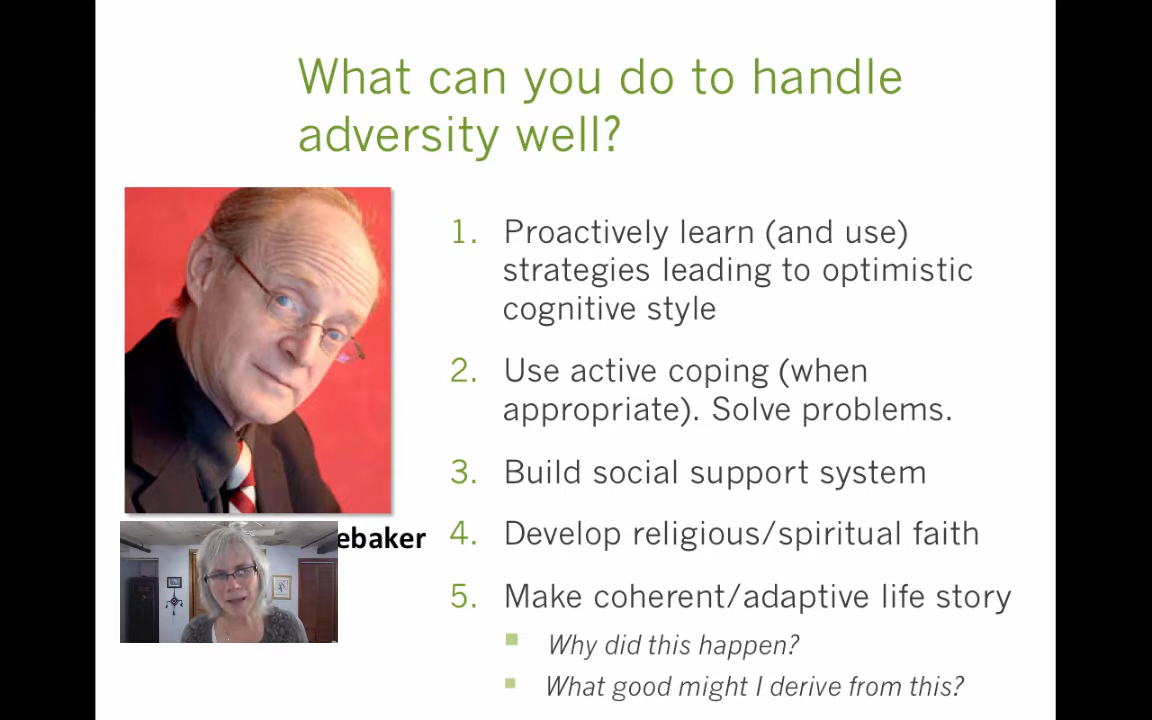 What can you do to handle
adversity well?
1. Proactively learn (and use)
strategies leading to optimistic
cognitive style
2. Use active coping (when
appropriate). Solve problems.
3. Build social support system
ebaker
4. Develop religious/spiritual faith
5. Make coherent/adaptive life story
Why did this happen?
What good might I derive from this?